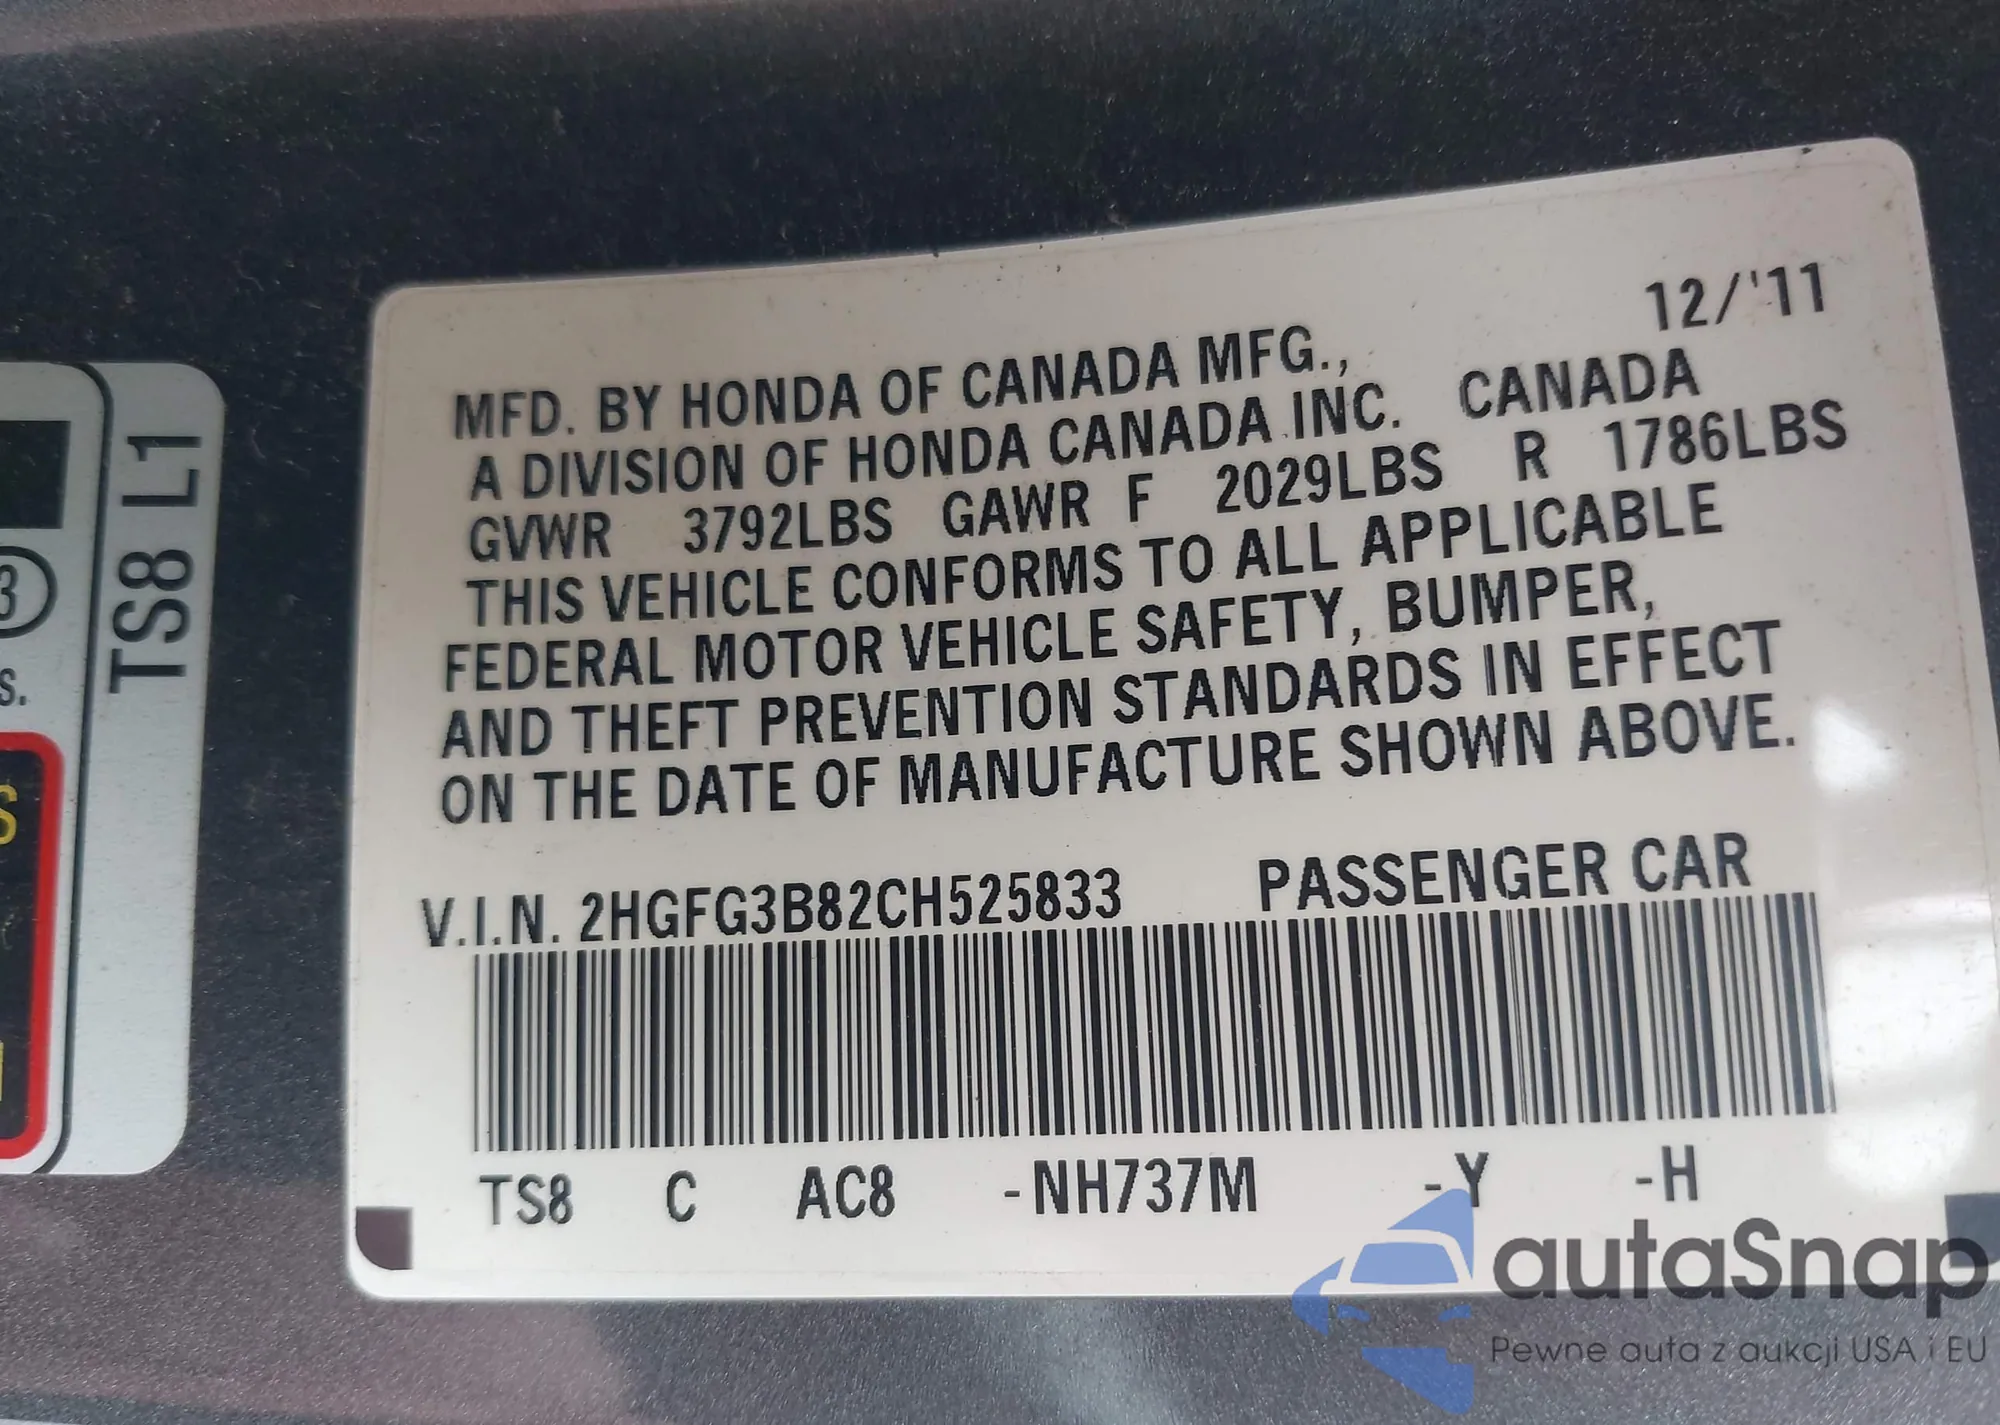 12/'11
MFD. BY HONDA OF CANADA MFG.,
A DIVISION OF HONDA CANADA INC. CANADA
GVWR 3792LBS GAWR F 2029LBS R 1786LBS
THIS VEHICLE CONFORMS TO ALL APPLICABLE
FEDERAL MOTOR VEHICLE SAFETY, BUMPER,
AND THEFT PREVENTION STANDARDS IN EFFECT
ON THE DATE OF MANUFACTURE SHOWN ABOVE.
V.I.N. 2HGFG3B82CH525833 PASSENGER CAR
TS8 C AC8 -NH737M -Y -H
TS8 L1
3
S.
S
autaSnap
Pewne auta z aukcji USA i EU